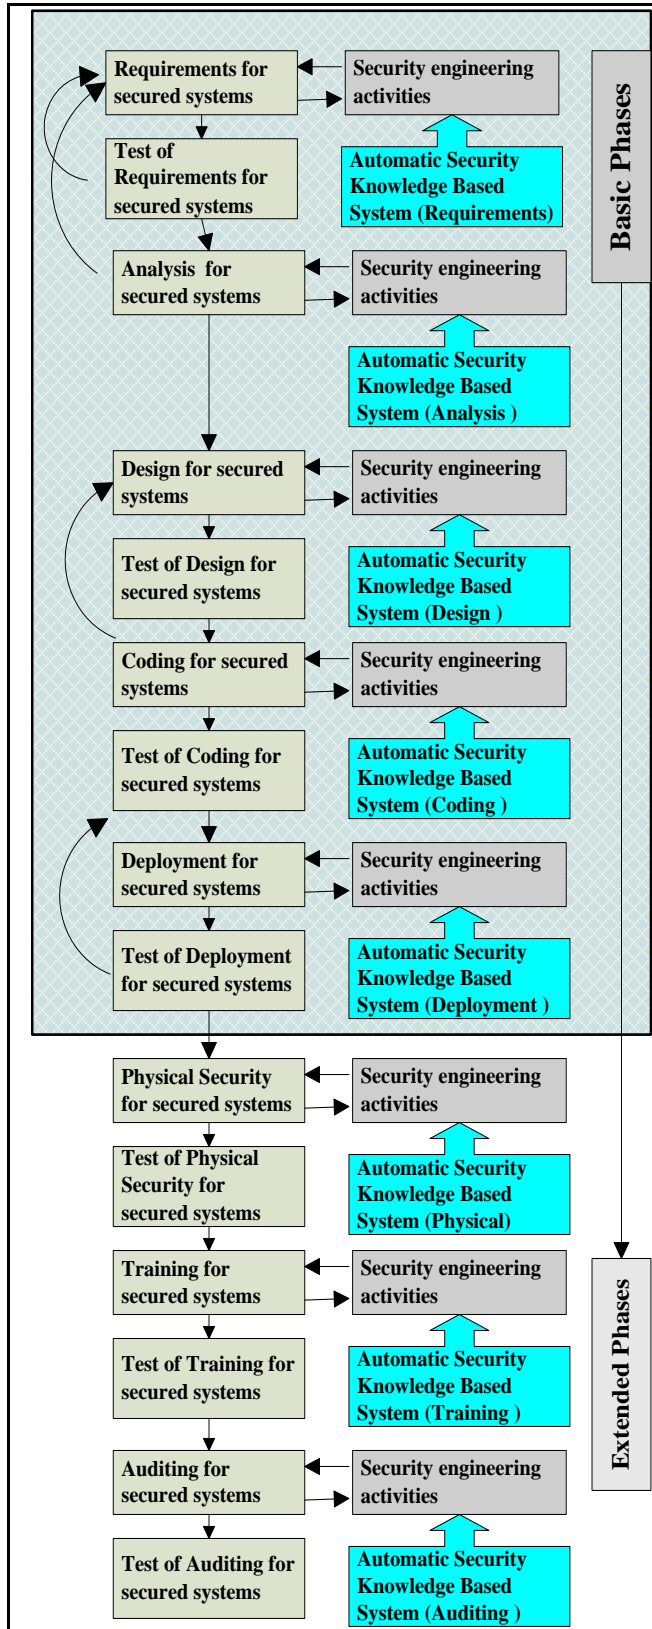 Requirements for
secured systems
Security engineering
activities
Basic Phases
Test of
Requirements for
secured systems
Automatic Security
Knowledge Based
System (Requirements)
Analysis for
secured systems
Security engineering
activities
Automatic Security
Knowledge Based
System (Analysis )
Design for secured
systems
Security engineering
activities
Test of Design for
secured systems
Automatic Security
Knowledge Based
System (Design )
Coding for secured
systems
Security engineering
activities
Test of Coding for
secured systems
Automatic Security
Knowledge Based
System (Coding )
Deployment for
secured systems
Security engineering
activities
Test of Deployment
for secured systems
Automatic Security
Knowledge Based
System (Deployment )
Physical Security
for secured systems
Security engineering
activities
Test of Physical
Security for
secured systems
Automatic Security
Knowledge Based
System (Physical)
Training for
secured systems
Security engineering
activities
Extended Phases
Test of Training for
secured systems
Automatic Security
Knowledge Based
System (Training )
Auditing for
secured systems
Security engineering
activities
Test of Auditing for
secured systems
Automatic Security
Knowledge Based
System (Auditing )